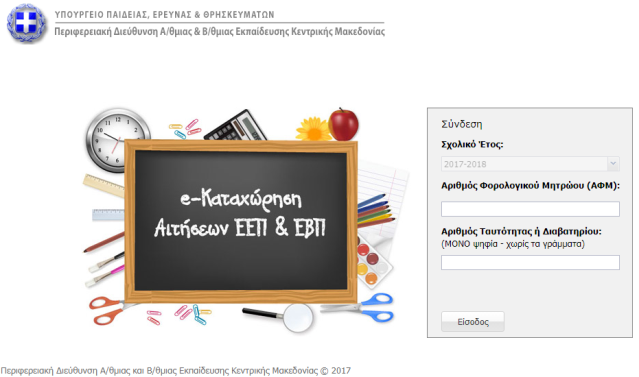 ΥΠΟΥΡΓΕΙΟ ΠΑΙΔΕΙΑΣ, ΕΡΕΥΝΑΣ & ΘΡΗΣΚΕΥΜΑΤΩΝ
Περιφερειακή Διεύθυνση Α/θμιας & Β/θμιας Εκπαίδευσης Κεντρικής Μακεδονίας
e-Καταχώρηση
Αιτήσεων ΕΕΠ & ΕΒΠ
Σύνδεση
Σχολικό Έτος:
2017-2018
Αριθμός Φορολογικού Μητρώου (ΑΦΜ):
Αριθμός Ταυτότητας ή Διαβατηρίου:
(ΜΟΝΟ ψηφία - χωρίς τα γράμματα)
Είσοδος
Περιφερειακή Διεύθυνση Α/θμιας και Β/θμιας Εκπαίδευσης Κεντρικής Μακεδονίας © 2017